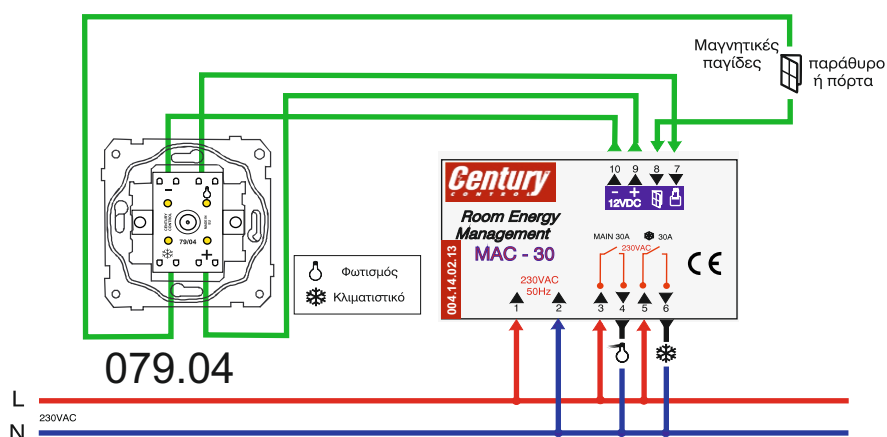 Μαγνητικές
παγίδες
παράθυρο
ή πόρτα
10 9 8 7
- +
12VDC
Century
CONTROL
Room Energy
Management
MAC - 30
004.14.02.13
MAIN 30A
30A
230VAC
230VAC
50Hz
CE
1 2 3 4 5 6
-
CENTURY
CONTROL
79/04
+
Φωτισμός
Κλιματιστικό
079.04
L
230VAC
N